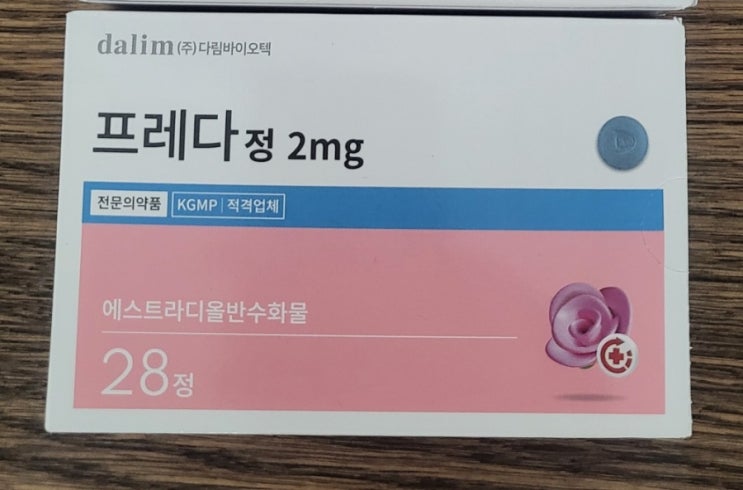 dalim (주)다림바이오텍
프레다정 2mg
전문의약품 KGMP | 적격업체
에스트라디올반수화물
28정